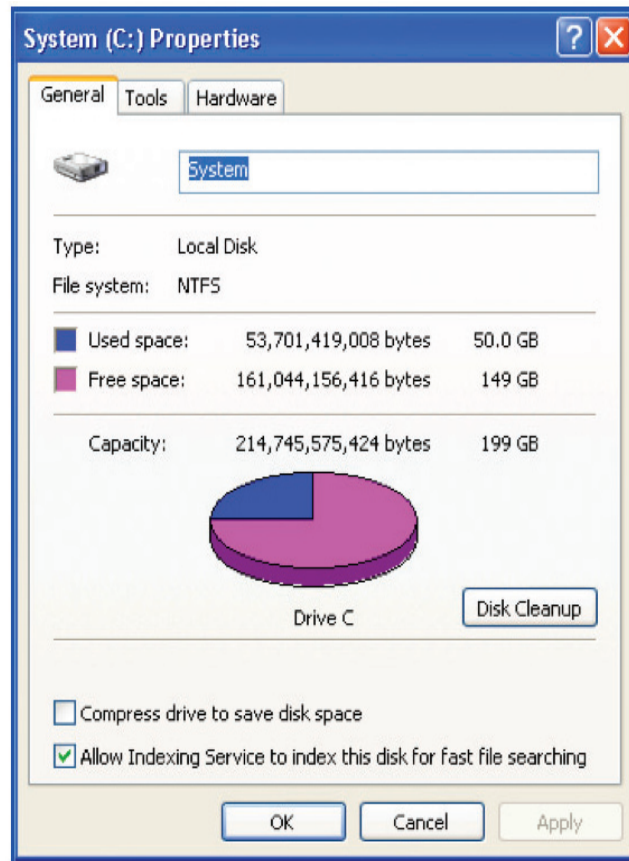 System (C:) Properties
General Tools Hardware
System
Type: Local Disk
File system: NTFS
Used space: 53,701,419,008 bytes 50.0 GB
Free space: 161,044,156,416 bytes 149 GB
Capacity: 214,745,575,424 bytes 199 GB
Drive C
Disk Cleanup
Compress drive to save disk space
Allow Indexing Service to index this disk for fast file searching
OK Cancel Apply